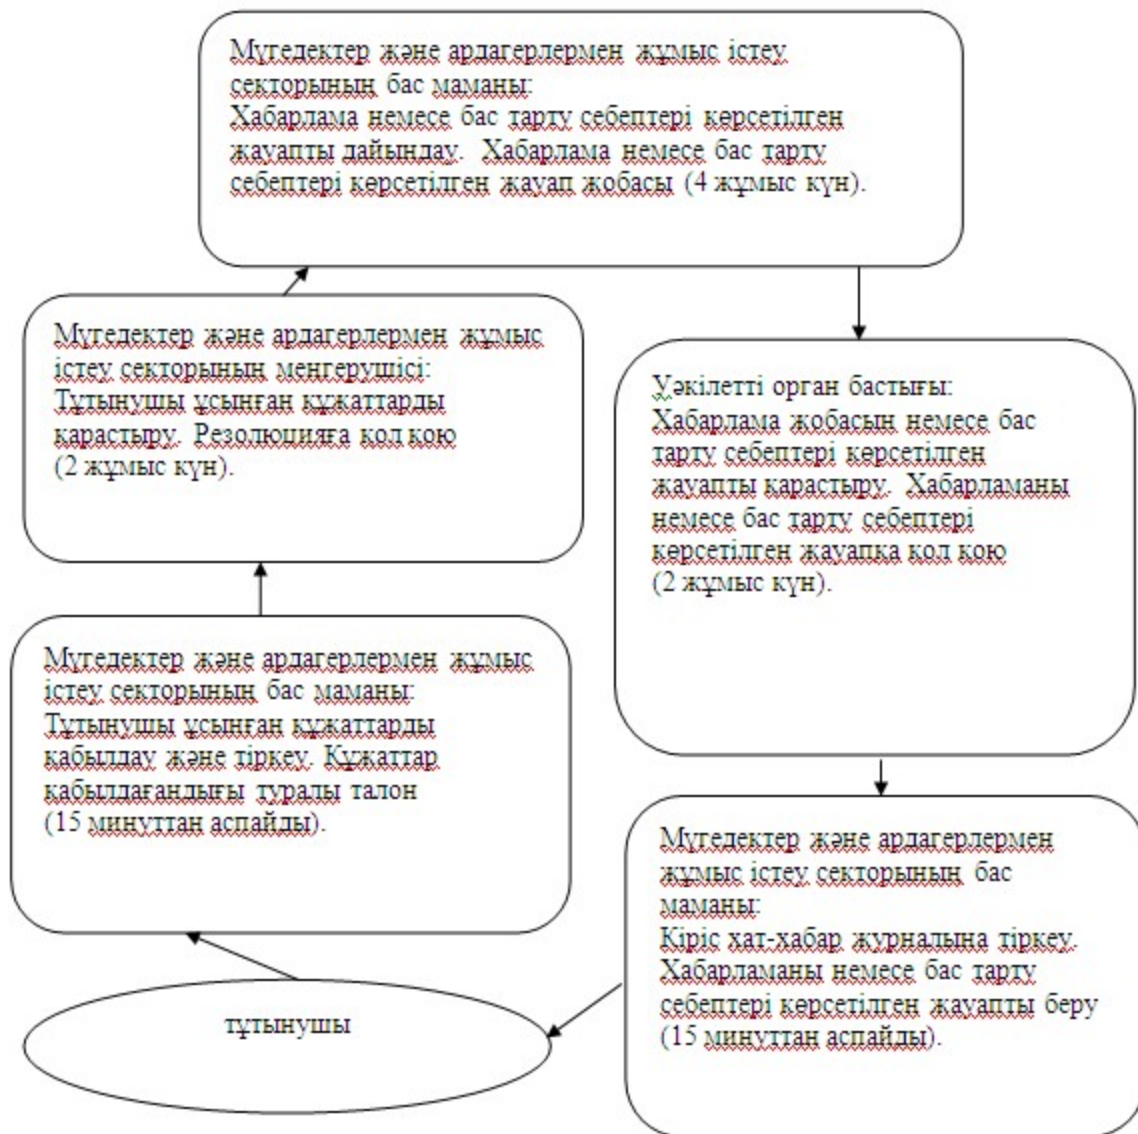 Мүгедектер және ардагерлермен жұмыс істеу
секторының бас маманы:
Хабарлама немесе бас тарту себептері көрсетілген
жауапты дайындау. Хабарлама немесе бас тарту
себептері көрсетілген жауап жобасы (4 жұмыс күн).
Мүгедектер және ардагерлермен жұмыс
істеу секторының меңгерушісі:
Тұтынушы ұсынған құжаттарды
қарастыру. Резолюцияға қол қою
(2 жұмыс күн).
Уәкілетті орган бастығы:
Хабарлама жобасын немесе бас
тарту себептері көрсетілген
жауапты қарастыру. Хабарламаны
немесе бас тарту себептері
көрсетілген жауапқа қол қою
(2 жұмыс күн).
Мүгедектер және ардагерлермен жұмыс
істеу секторының бас маманы:
Тұтынушы ұсынған құжаттарды
қабылдау және тіркеу. Құжаттар
қабылдағандығы туралы талон
(15 минуттан аспайды).
Мүгедектер және ардагерлермен
жұмыс істеу секторының бас
маманы:
Кіріс хат-хабар журналына тіркеу.
Хабарламаны немесе бас тарту
себептері көрсетілген жауапты беру
(15 минуттан аспайды).
тұтынушы